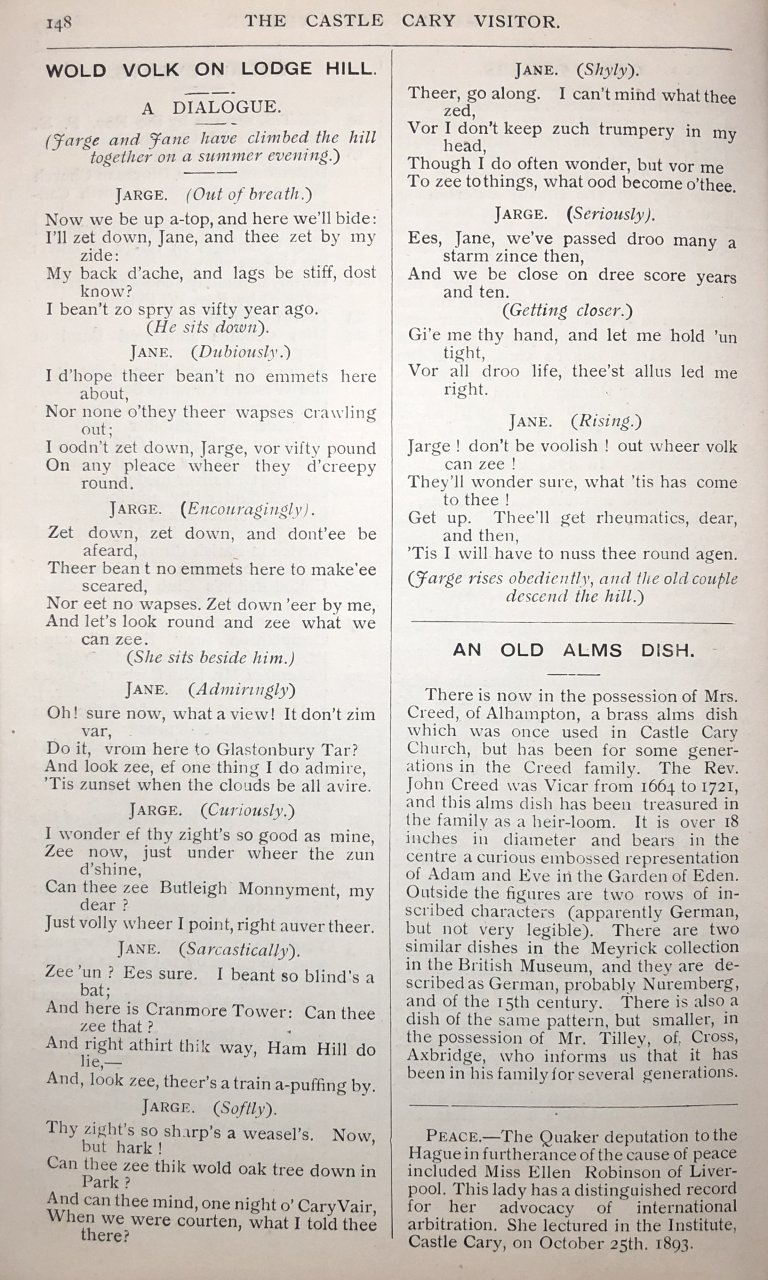 148
THE CASTLE CARY VISITOR.
WOLD VOLK ON LODGE HILL.
A DIALOGUE.
(Jarge and Jane have climbed the hill
together on a summer evening.)
JARGE. (Out of breath.)
Now we be up a-top, and here we'll bide:
I'll zet down, Jane, and thee zet by my
zide:
My back d'ache, and lags be stiff, dost
know?
I bean't zo spry as vifty year ago.
(He sits down).
JANE. (Dubiously.)
I d'hope theer bean't no emmets here
about,
Nor none o'they theer wapses crawling
out;
I oodn't zet down, Jarge, vor vifty pound
On any pleace wheer they d'creepy
round.
JARGE. (Encouragingly).
Zet down, zet down, and dont'ee be
afeard,
Theer bean t no emmets here to make'ee
sceared,
Nor eet no wapses. Zet down 'eer by me,
And let's look round and zee what we
can zee.
(She sits beside him.)
JANE. (Admiringly)
Oh! sure now, what a view! It don't zim
var,
Do it, vrom here to Glastonbury Tar?
And look zee, ef one thing I do admire,
'Tis zunset when the clouds be all avire.
JARGE. (Curiously.)
I wonder ef thy zight's so good as mine,
Zee now, just under wheer the zun
d'shine,
Can thee zee Butleigh Monnyment, my
dear ?
Just volly wheer I point, right auver theer.
JANE. (Sarcastically).
Zee 'un ? Ees sure. I beant so blind's a
bat;
And here is Cranmore Tower: Can thee
zee that ?
And right athirt thik way, Ham Hill do
lie,—
And, look zee, theer's a train a-puffing by.
JARGE. (Softly).
Thy zight's so sharp's a weasel's. Now,
but hark !
Can thee zee thik wold oak tree down in
Park ?
And can thee mind, one night o' Cary Vair,
When we were courten, what I told thee
there?
JANE. (Shyly).
Theer, go along. I can't mind what thee
zed,
Vor I don't keep zuch trumpery in my
head,
Though I do often wonder, but vor me
To zee to things, what ood become o'thee.
JARGE. (Seriously).
Ees, Jane, we've passed droo many a
starm zince then,
And we be close on dree score years
and ten.
(Getting closer.)
Gi'e me thy hand, and let me hold 'un
tight,
Vor all droo life, thee'st allus led me
right.
JANE. (Rising.)
Jarge ! don't be voolish ! out wheer volk
can zee !
They'll wonder sure, what 'tis has come
to thee !
Get up. Thee'll get rheumatics, dear,
and then,
'Tis I will have to nuss thee round agen.
(Jarge rises obediently, and the old couple
descend the hill.)
AN OLD ALMS DISH.
There is now in the possession of Mrs.
Creed, of Alhampton, a brass alms dish
which was once used in Castle Cary
Church, but has been for some gener-
ations in the Creed family. The Rev.
John Creed was Vicar from 1664 to 1721,
and this alms dish has been treasured in
the family as a heir-loom. It is over 18
inches in diameter and bears in the
centre a curious embossed representation
of Adam and Eve in the Garden of Eden.
Outside the figures are two rows of in-
scribed characters (apparently German,
but not very legible). There are two
similar dishes in the Meyrick collection
in the British Museum, and they are de-
scribed as German, probably Nuremberg,
and of the 15th century. There is also a
dish of the same pattern, but smaller, in
the possession of Mr. Tilley, of, Cross,
Axbridge, who informs us that it has
been in his family for several generations.
PEACE.—The Quaker deputation to the
Hague in furtherance of the cause of peace
included Miss Ellen Robinson of Liver-
pool. This lady has a distinguished record
for her advocacy of international
arbitration. She lectured in the Institute,
Castle Cary, on October 25th. 1893.